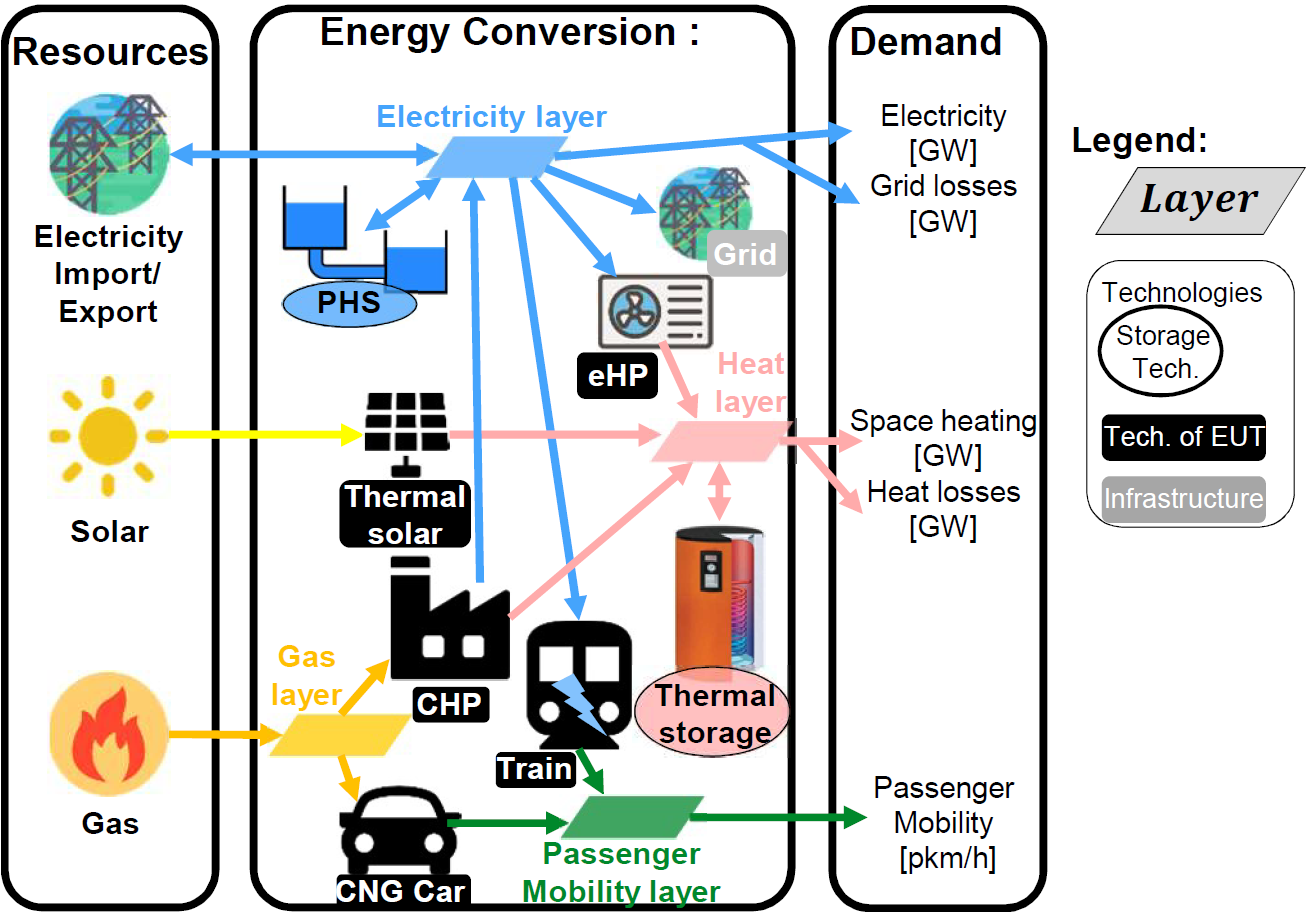 Resources
Electricity
Import/
Export
Solar
Gas
Energy Conversion :
Electricity layer
PHS
Grid
eHP
Heat
layer
Thermal
solar
Gas
layer
CHP
Train
Thermal
storage
CNG Car
Passenger
Mobility layer
Demand
Electricity
[GW]
Grid losses
[GW]
Space heating
[GW]
Heat losses
[GW]
Passenger
Mobility
[pkm/h]
Legend:
Layer
Technologies
Storage
Tech.
Tech. of EUT
Infrastructure